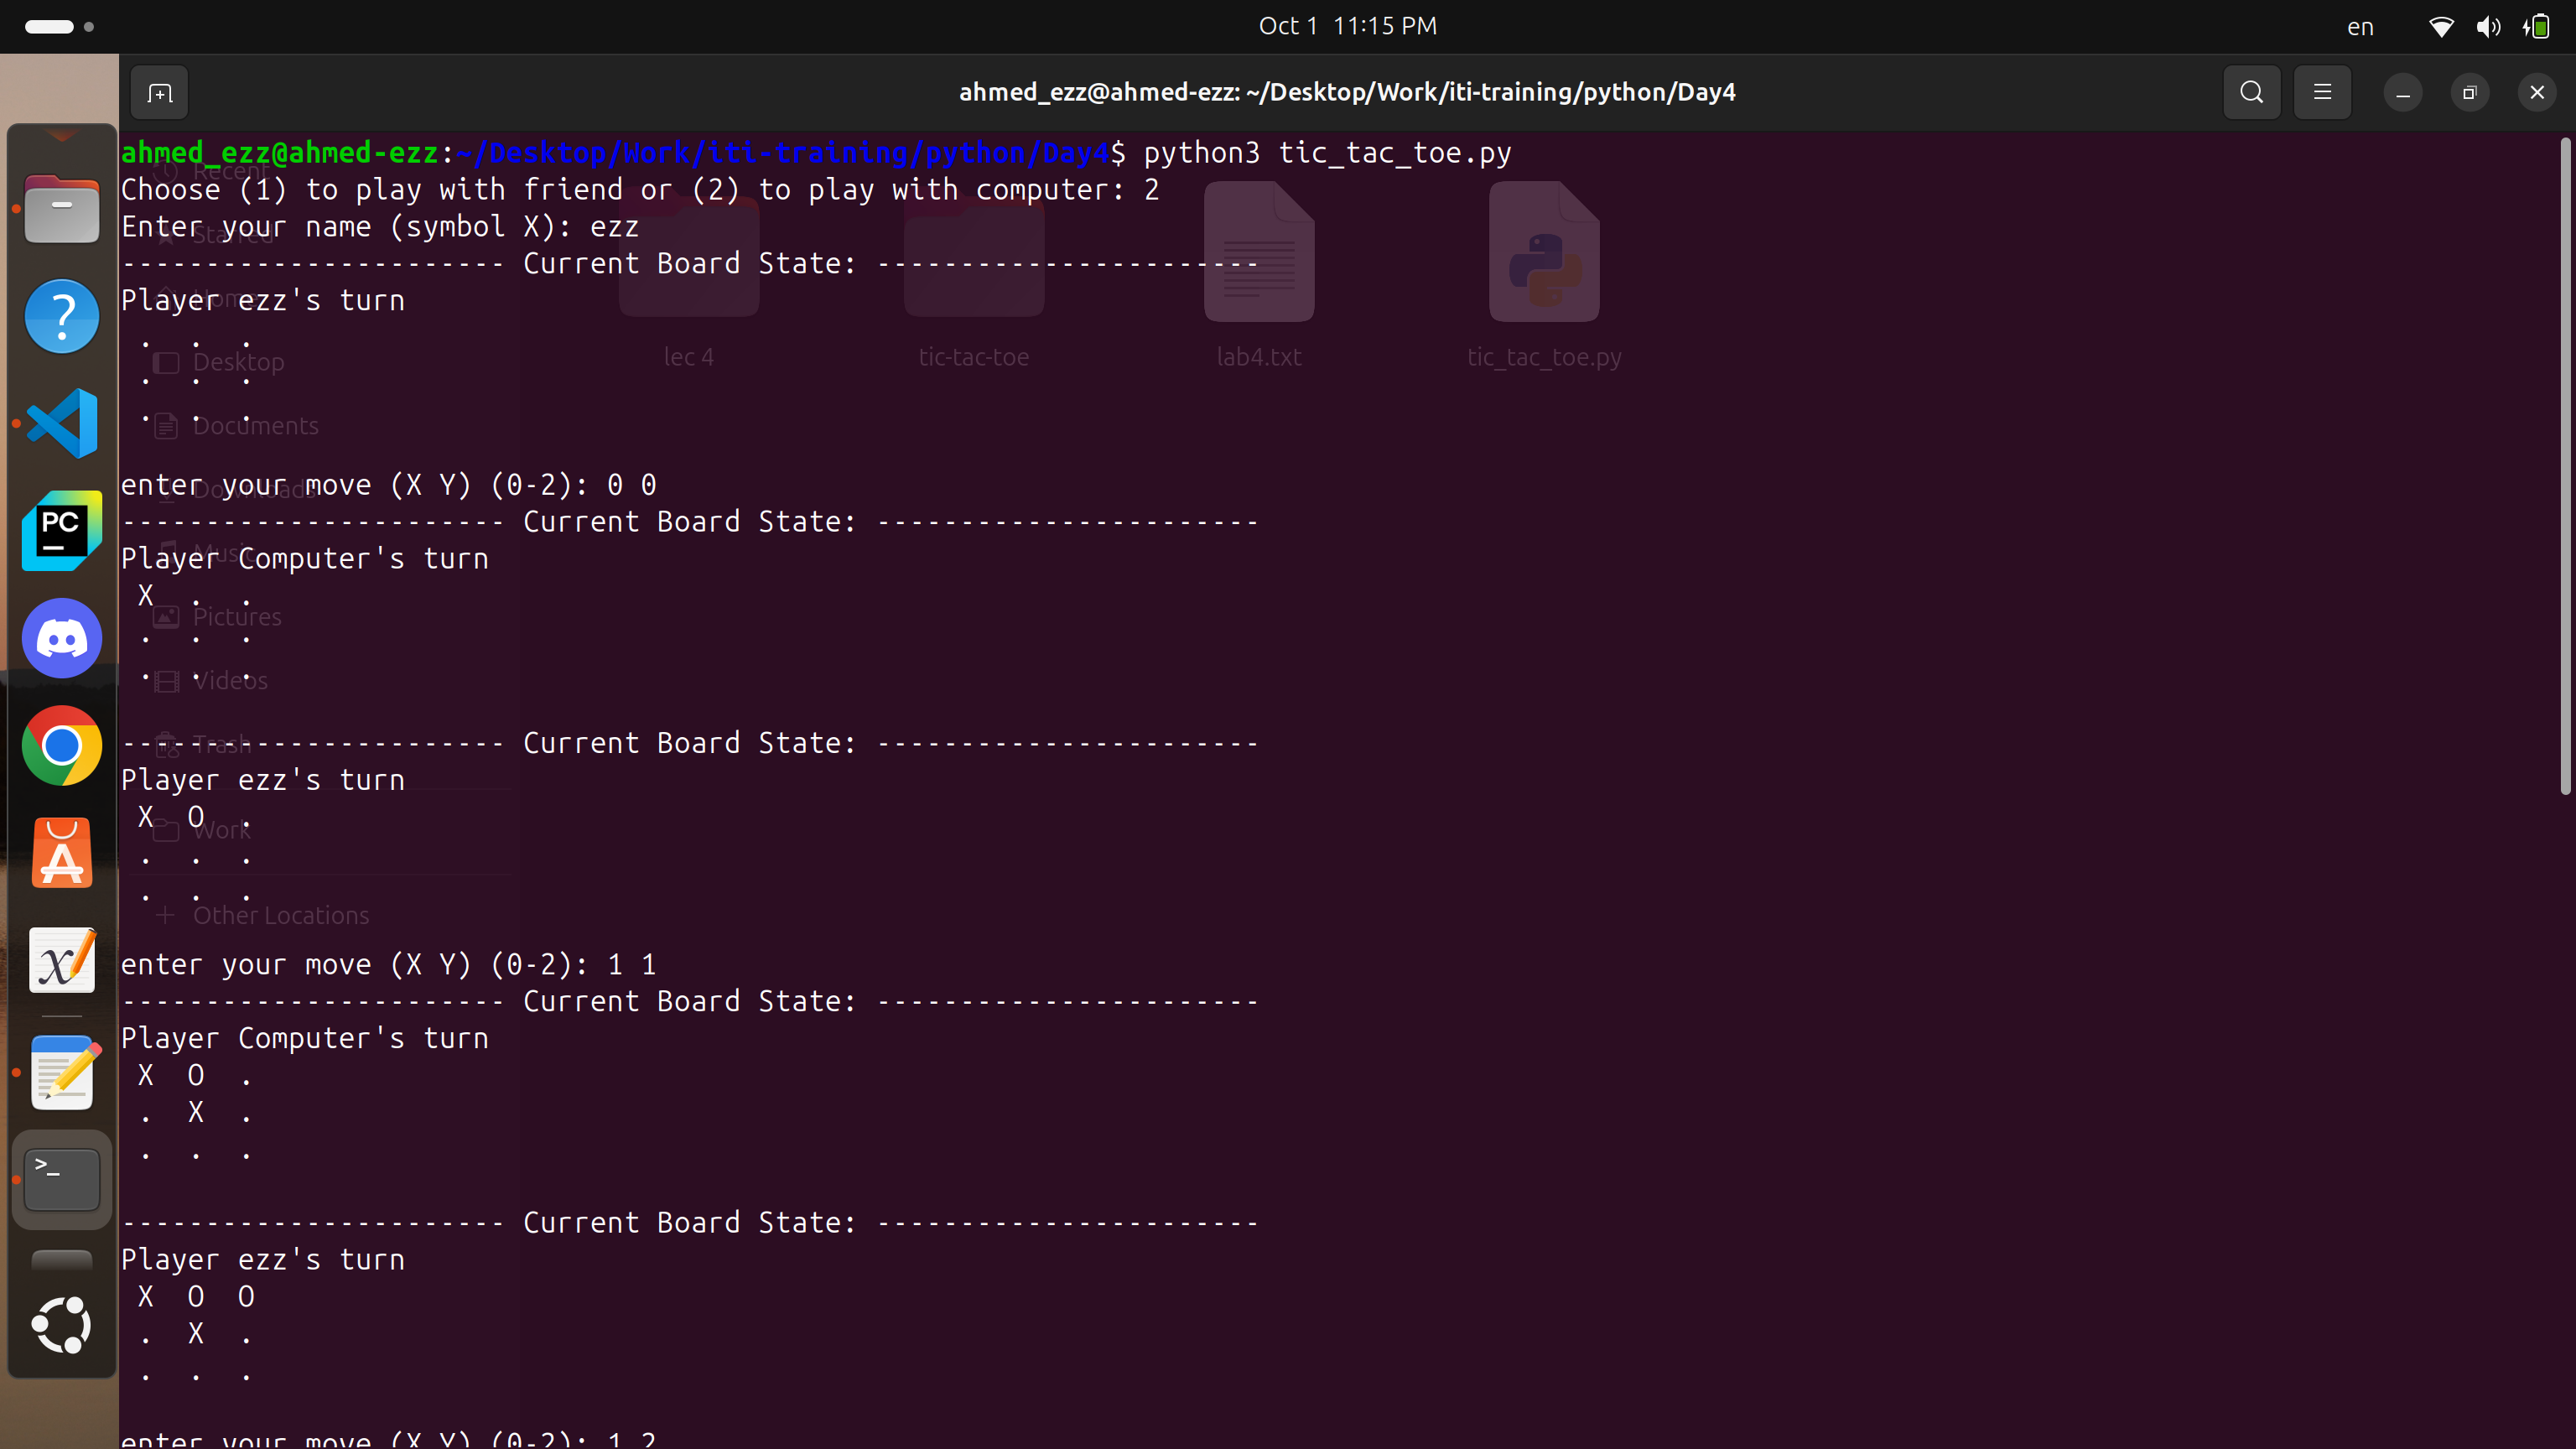 Oct 1 11:15 PM
en
ahmed_ezz@ahmed-ezz: ~/Desktop/Work/iti-training/python/Day4
ahmed_ezz@ahmed-ezz:~/Desktop/Work/iti-training/python/Day4$ python3 tic_tac_toe.py
Choose (1) to play with friend or (2) to play with computer: 2
Enter your name (symbol X): ezz
----------------------- Current Board State: -----------------------
Player ezz's turn
. . .
. . .
. . .
enter your move (X Y) (0-2): 0 0
----------------------- Current Board State: -----------------------
Player Computer's turn
X . .
. . .
. . .
----------------------- Current Board State: -----------------------
Player ezz's turn
X O .
. . .
. . .
enter your move (X Y) (0-2): 1 1
----------------------- Current Board State: -----------------------
Player Computer's turn
X O .
. X .
. . .
----------------------- Current Board State: -----------------------
Player ezz's turn
X O O
. X .
. . .
enter your move (X Y) (0-2): 1 2
Recent
Starred
Home
Desktop
Documents
Downloads
Music
Pictures
Videos
Trash
Work
Other Locations
lec 4
tic-tac-toe
lab4.txt
tic_tac_toe.py
?
PC
A
x
>_